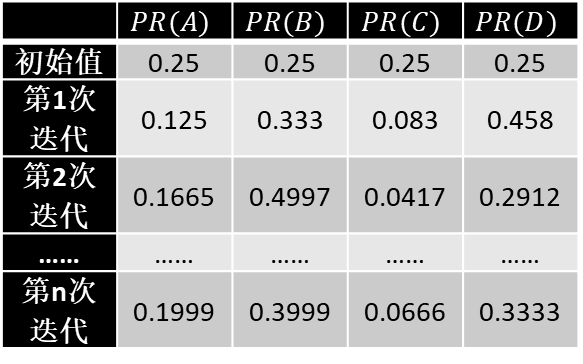 PR(A) PR(B) PR(C) PR(D)
初始值 0.25 0.25 0.25 0.25
第1次
迭代 0.125 0.333 0.083 0.458
第2次
迭代 0.1665 0.4997 0.0417 0.2912
…… …… …… …… ……
第n次
迭代 0.1999 0.3999 0.0666 0.3333